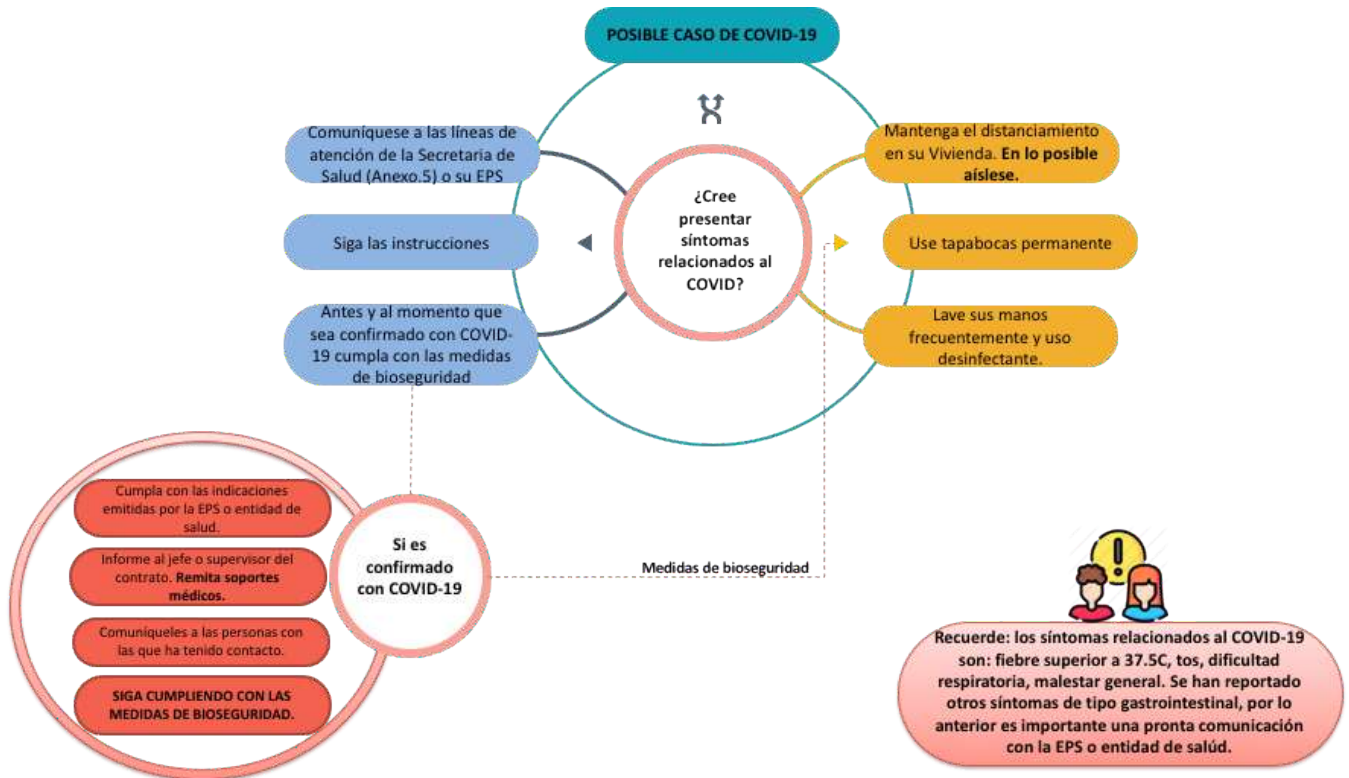 POSIBLE CASO DE COVID-19
Comuníquese a las líneas de
atención de la Secretaria de
Salud (Anexo.5) o su EPS
Siga las instrucciones
Antes y al momento que
sea confirmado con COVID-
19 cumpla con las medidas
de bioseguridad
¿Cree
presentar
síntomas
relacionados al
COVID?
Mantenga el distanciamiento
en su Vivienda. En lo posible
aíslese.
Use tapabocas permanente
Lave sus manos
frecuentemente y uso
desinfectante.
Cumpla con las indicaciones
emitidas por la EPS o entidad de
salud.
Informe al jefe o supervisor del
contrato. Remita soportes
médicos.
Comuníqueles a las personas con
las que ha tenido contacto.
SIGA CUMPLIENDO CON LAS
MEDIDAS DE BIOSEGURIDAD.
Si es
confirmado
con COVID-19
Medidas de bioseguridad
Recuerde: los síntomas relacionados al COVID-19
son: fiebre superior a 37.5C, tos, dificultad
respiratoria, malestar general. Se han reportado
otros síntomas de tipo gastrointestinal, por lo
anterior es importante una pronta comunicación
con la EPS o entidad de salúd.